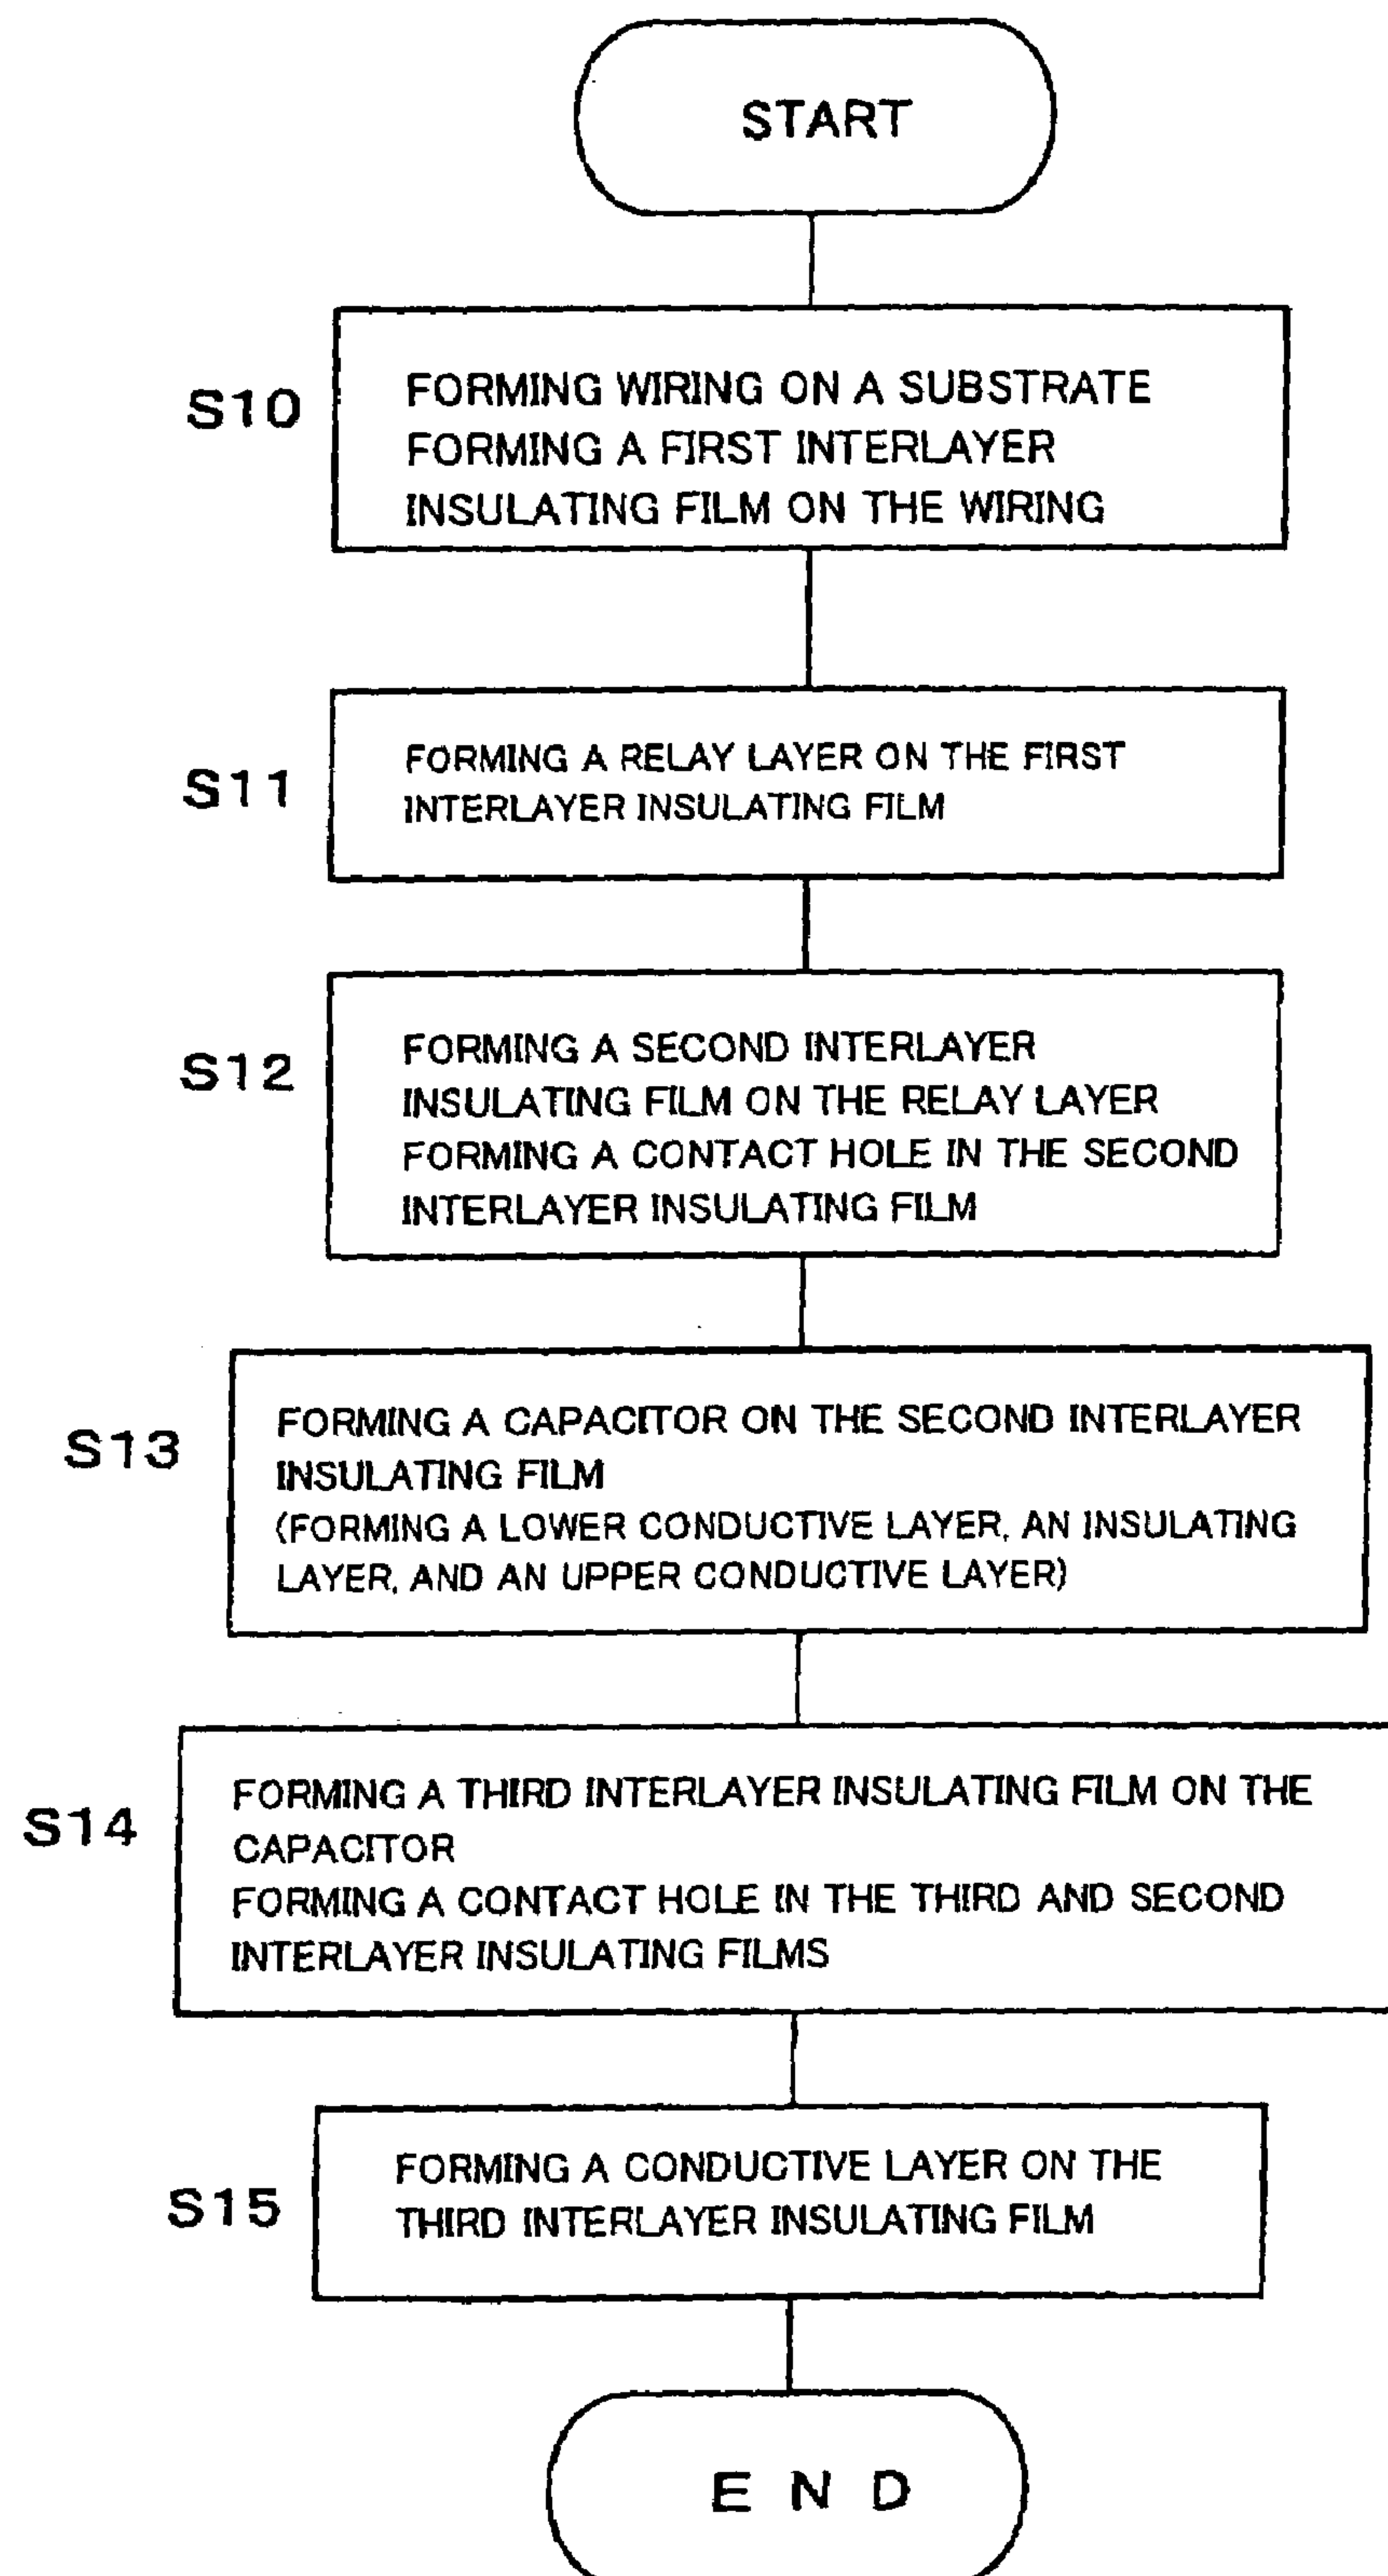 START
S10
FORMING WIRING ON A SUBSTRATE
FORMING A FIRST INTERLAYER
INSULATING FILM ON THE WIRING
S11
FORMING A RELAY LAYER ON THE FIRST
INTERLAYER INSULATING FILM
S12
FORMING A SECOND INTERLAYER
INSULATING FILM ON THE RELAY LAYER
FORMING A CONTACT HOLE IN THE SECOND
INTERLAYER INSULATING FILM
S13
FORMING A CAPACITOR ON THE SECOND INTERLAYER
INSULATING FILM
(FORMING A LOWER CONDUCTIVE LAYER, AN INSULATING
LAYER, AND AN UPPER CONDUCTIVE LAYER)
S14
FORMING A THIRD INTERLAYER INSULATING FILM ON THE
CAPACITOR
FORMING A CONTACT HOLE IN THE THIRD AND SECOND
INTERLAYER INSULATING FILMS
S15
FORMING A CONDUCTIVE LAYER ON THE
THIRD INTERLAYER INSULATING FILM
E N D